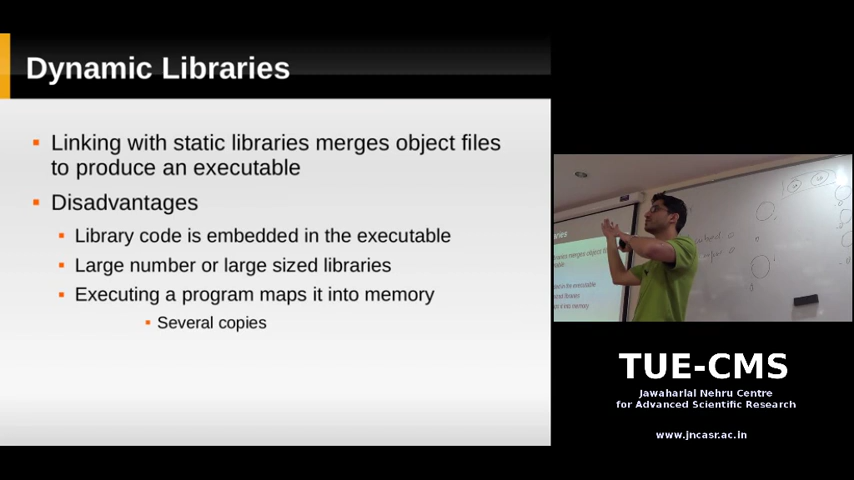 Dynamic Libraries
▪ Linking with static libraries merges object files
to produce an executable
▪ Disadvantages
▪ Library code is embedded in the executable
▪ Large number or large sized libraries
▪ Executing a program maps it into memory
▪ Several copies
TUE-CMS
Jawaharlal Nehru Centre
for Advanced Scientific Research
www.jncasr.ac.in